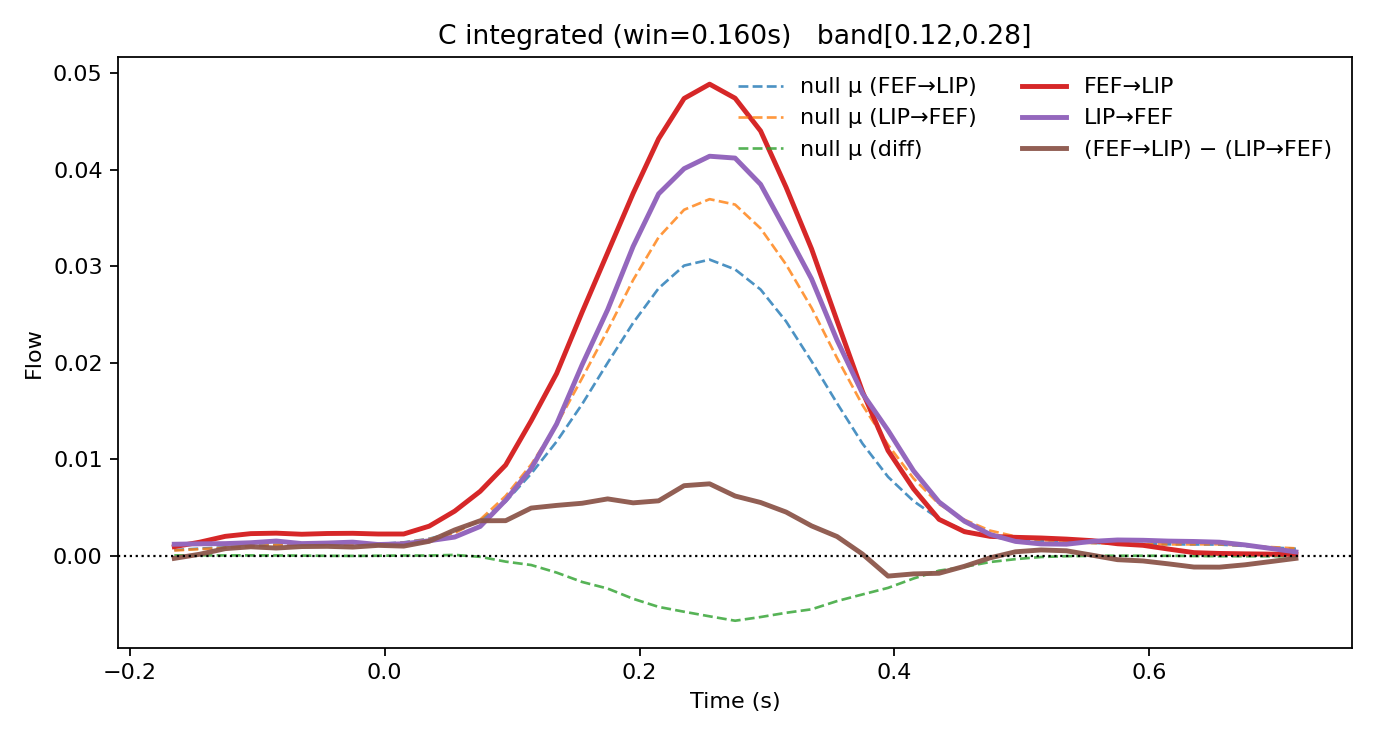 C integrated (win=0.160s)   band[0.12,0.28]
null μ (FEF→LIP)
null μ (LIP→FEF)
null μ (diff)
FEF→LIP
LIP→FEF
(FEF→LIP) − (LIP→FEF)
Flow
0.05
0.04
0.03
0.02
0.01
0.00
−0.2
0.0
0.2
0.4
0.6
Time (s)